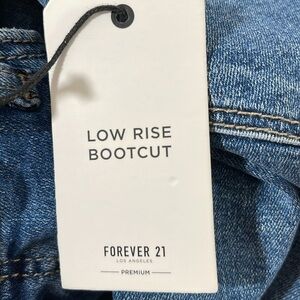 LOW RISE
BOOTCUT
FOREVER 21
LOS ANGELES
PREMIUM